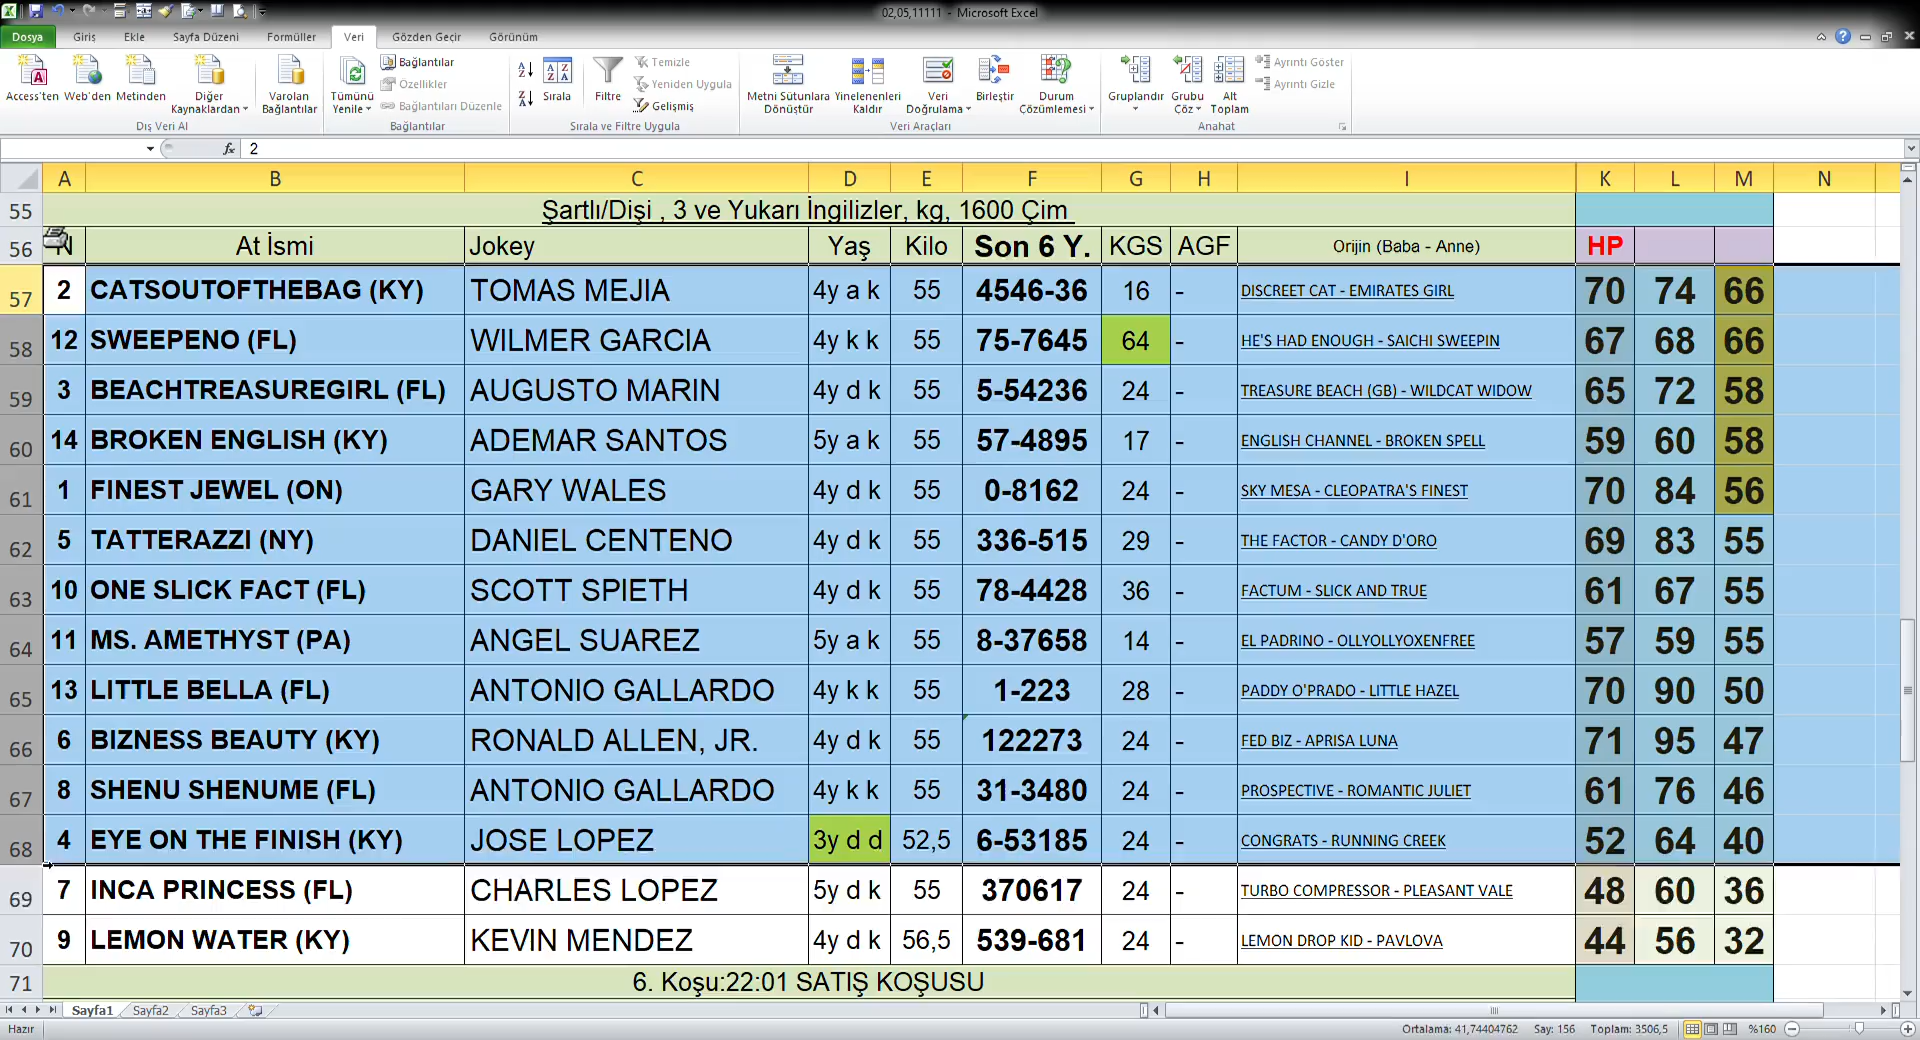 02,05,11111 - Microsoft Excel
Dosya Giriş Ekle Sayfa Düzeni Formüller Veri Gözden Geçir Görünüm
Access'ten Web'den Metinden Diğer Kaynaklardan Varolan Bağlantılar Tümünü Yenile Bağlantılar Özellikler Bağlantıları Düzenle Sırala Filtre Temizle Yeniden Uygula Gelişmiş Metni Sütunlara Dönüştür Yinelenenleri Kaldır Veri Doğrulama Birleştir Durum Çözümlemesi Gruplandır Grubu Çöz Alt Toplam Ayrıntı Göster Ayrıntı Gizle
Dış Veri Al Bağlantılar Sırala ve Filtre Uygula Veri Araçları Anahat
fx 2
A B C D E F G H I K L M N
55 Şartlı/Dişi , 3 ve Yukarı İngilizler, kg, 1600 Çim
56 N At İsmi Jokey Yaş Kilo Son 6 Y. KGS AGF Orijin (Baba - Anne) HP
57 2 CATSOUTOFTHEBAG (KY) TOMAS MEJIA 4y a k 55 4546-36 16 - DISCREET CAT - EMIRATES GIRL 70 74 66
58 12 SWEEPENO (FL) WILMER GARCIA 4y k k 55 75-7645 64 - HE'S HAD ENOUGH - SAICHI SWEEPIN 67 68 66
59 3 BEACHTREASUREGIRL (FL) AUGUSTO MARIN 4y d k 55 5-54236 24 - TREASURE BEACH (GB) - WILDCAT WIDOW 65 72 58
60 14 BROKEN ENGLISH (KY) ADEMAR SANTOS 5y a k 55 57-4895 17 - ENGLISH CHANNEL - BROKEN SPELL 59 60 58
61 1 FINEST JEWEL (ON) GARY WALES 4y d k 55 0-8162 24 - SKY MESA - CLEOPATRA'S FINEST 70 84 56
62 5 TATTERAZZI (NY) DANIEL CENTENO 4y d k 55 336-515 29 - THE FACTOR - CANDY D'ORO 69 83 55
63 10 ONE SLICK FACT (FL) SCOTT SPIETH 4y d k 55 78-4428 36 - FACTUM - SLICK AND TRUE 61 67 55
64 11 MS. AMETHYST (PA) ANGEL SUAREZ 5y a k 55 8-37658 14 - EL PADRINO - OLLYOLLYOXENFREE 57 59 55
65 13 LITTLE BELLA (FL) ANTONIO GALLARDO 4y k k 55 1-223 28 - PADDY O'PRADO - LITTLE HAZEL 70 90 50
66 6 BIZNESS BEAUTY (KY) RONALD ALLEN, JR. 4y d k 55 122273 24 - FED BIZ - APRISA LUNA 71 95 47
67 8 SHENU SHENUME (FL) ANTONIO GALLARDO 4y k k 55 31-3480 24 - PROSPECTIVE - ROMANTIC JULIET 61 76 46
68 4 EYE ON THE FINISH (KY) JOSE LOPEZ 3y d d 52,5 6-53185 24 - CONGRATS - RUNNING CREEK 52 64 40
69 7 INCA PRINCESS (FL) CHARLES LOPEZ 5y d k 55 370617 24 - TURBO COMPRESSOR - PLEASANT VALE 48 60 36
70 9 LEMON WATER (KY) KEVIN MENDEZ 4y d k 56,5 539-681 24 - LEMON DROP KID - PAVLOVA 44 56 32
71 6. Koşu:22:01 SATIŞ KOŞUSU
Sayfa1 Sayfa2 Sayfa3
Hazır Ortalama: 41,74404762 Say: 156 Toplam: 3506,5 %160